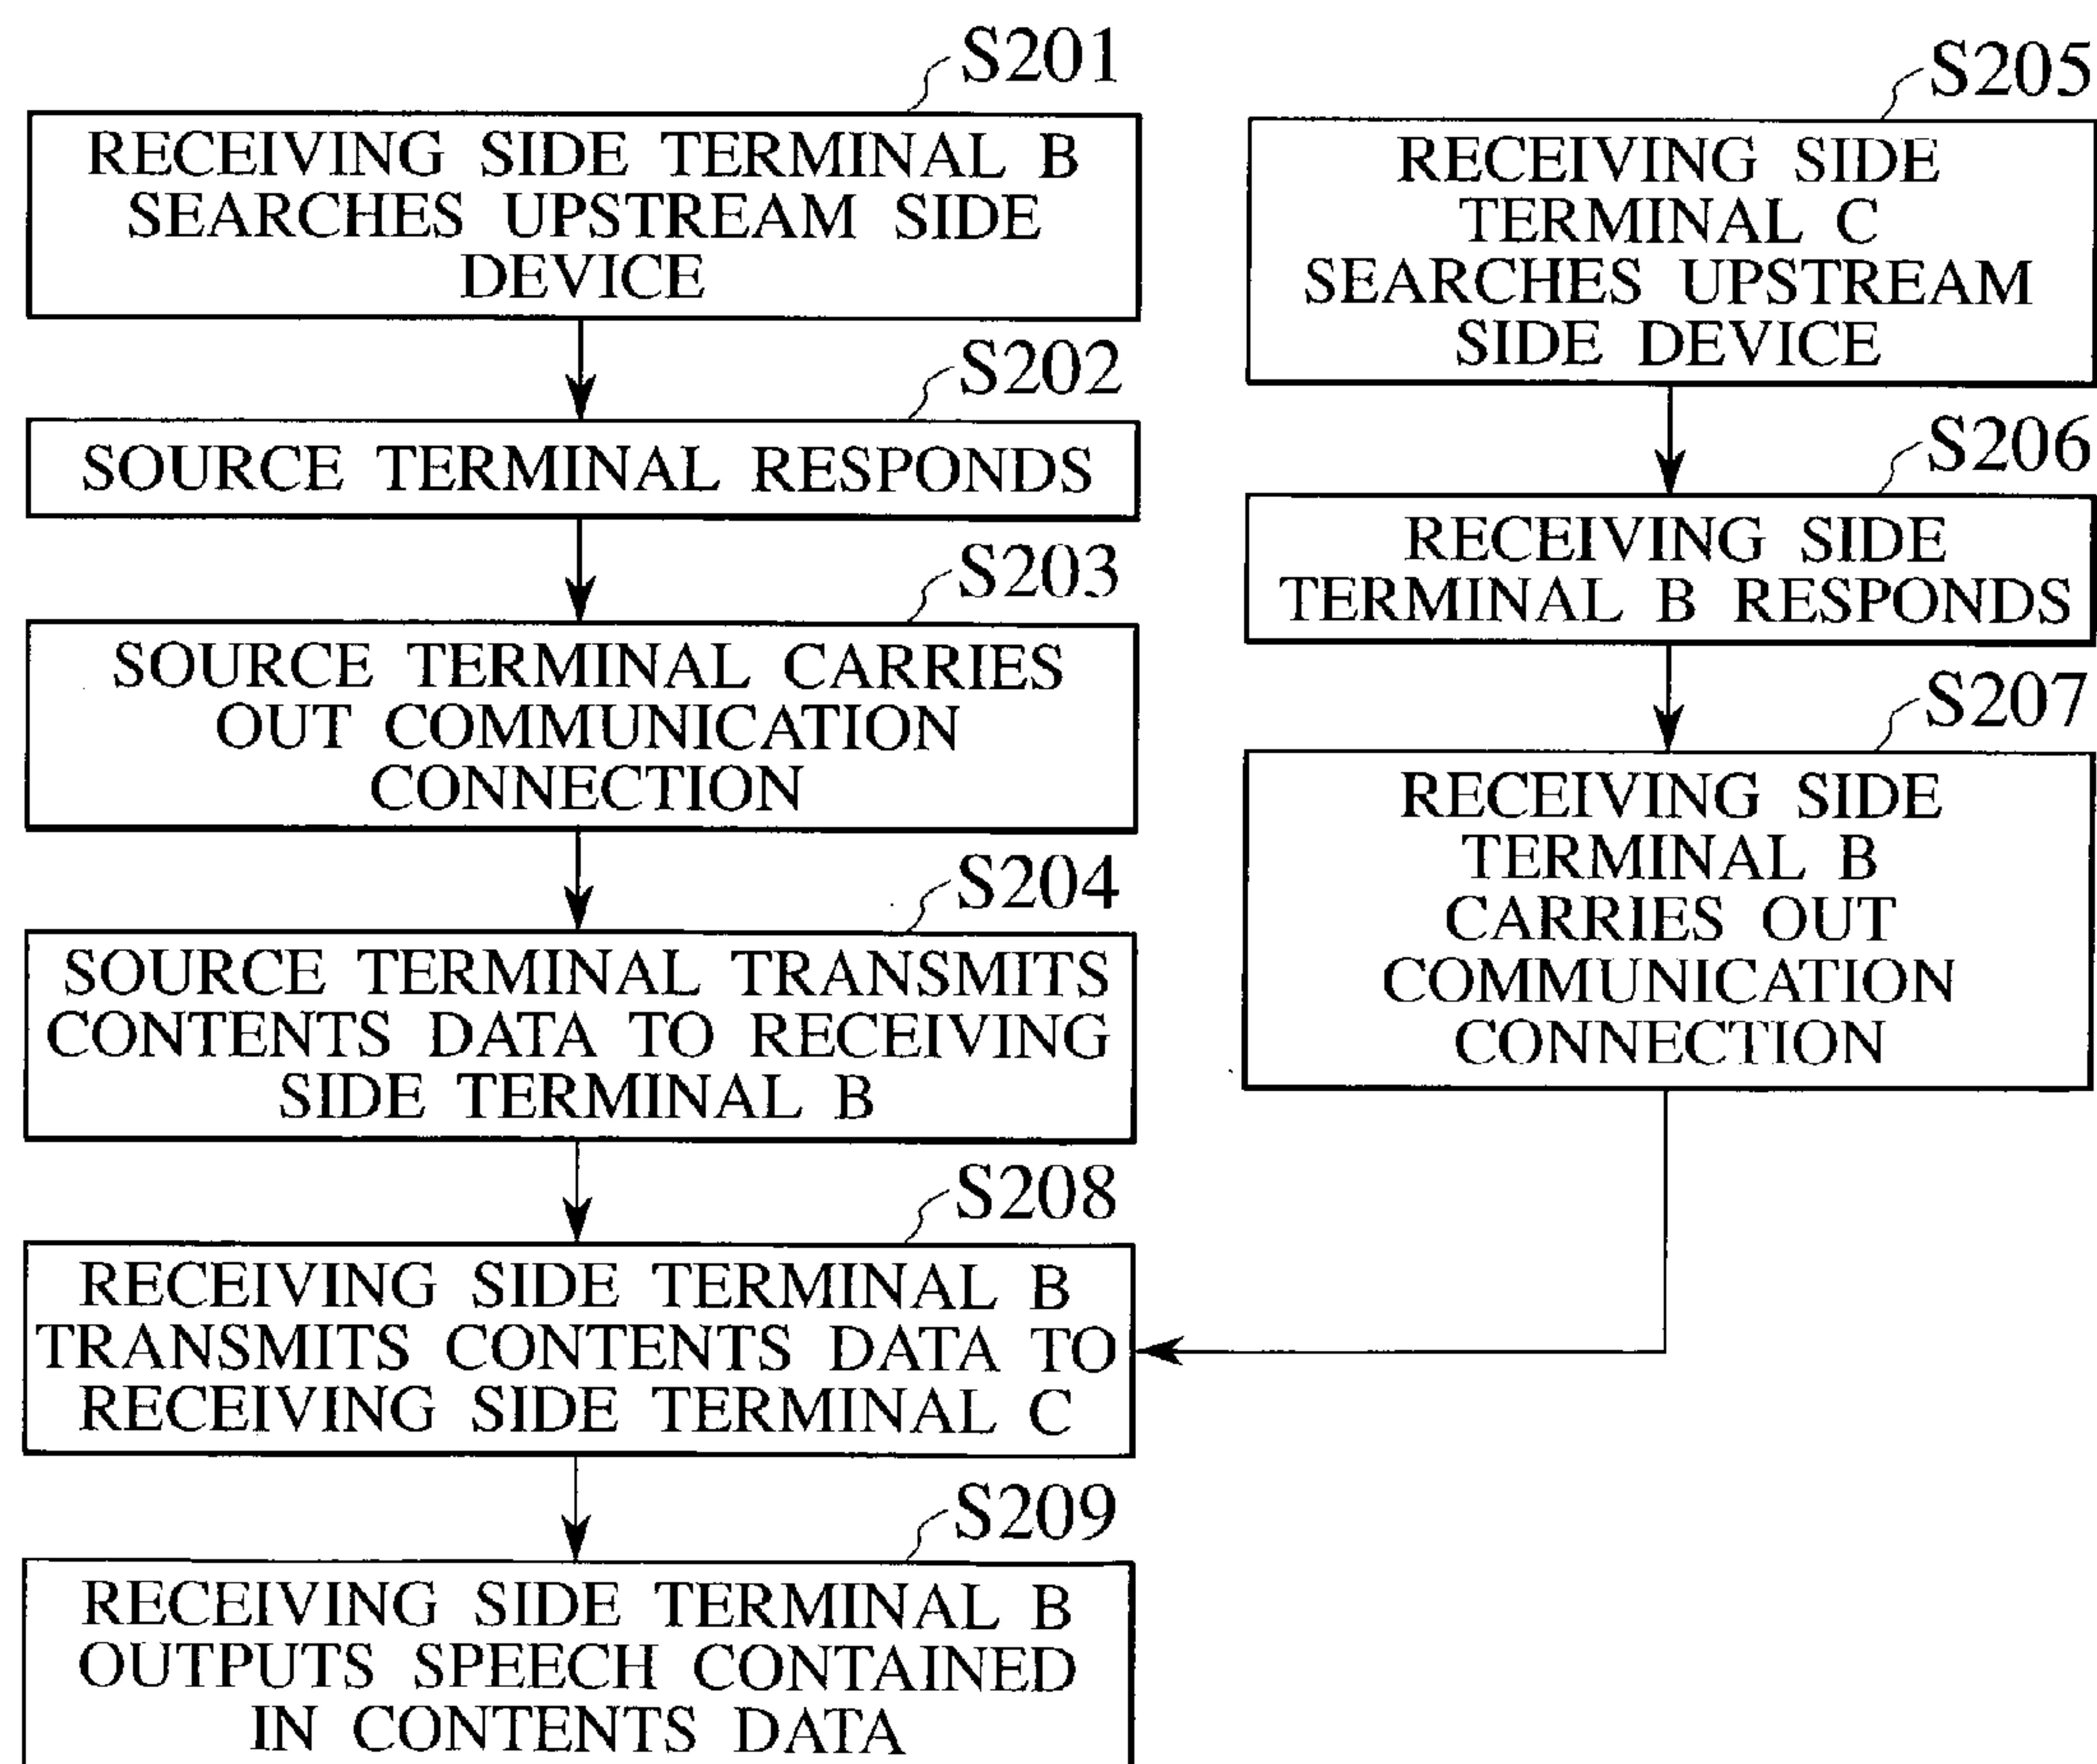 S201
RECEIVING SIDE TERMINAL B
SEARCHES UPSTREAM SIDE
DEVICE
S202
SOURCE TERMINAL RESPONDS
S203
SOURCE TERMINAL CARRIES
OUT COMMUNICATION
CONNECTION
S204
SOURCE TERMINAL TRANSMITS
CONTENTS DATA TO RECEIVING
SIDE TERMINAL B
S205
RECEIVING SIDE
TERMINAL C
SEARCHES UPSTREAM
SIDE DEVICE
S206
RECEIVING SIDE
TERMINAL B RESPONDS
S207
RECEIVING SIDE
TERMINAL B
CARRIES OUT
COMMUNICATION
CONNECTION
S208
RECEIVING SIDE TERMINAL B
TRANSMITS CONTENTS DATA TO
RECEIVING SIDE TERMINAL C
S209
RECEIVING SIDE TERMINAL B
OUTPUTS SPEECH CONTAINED
IN CONTENTS DATA